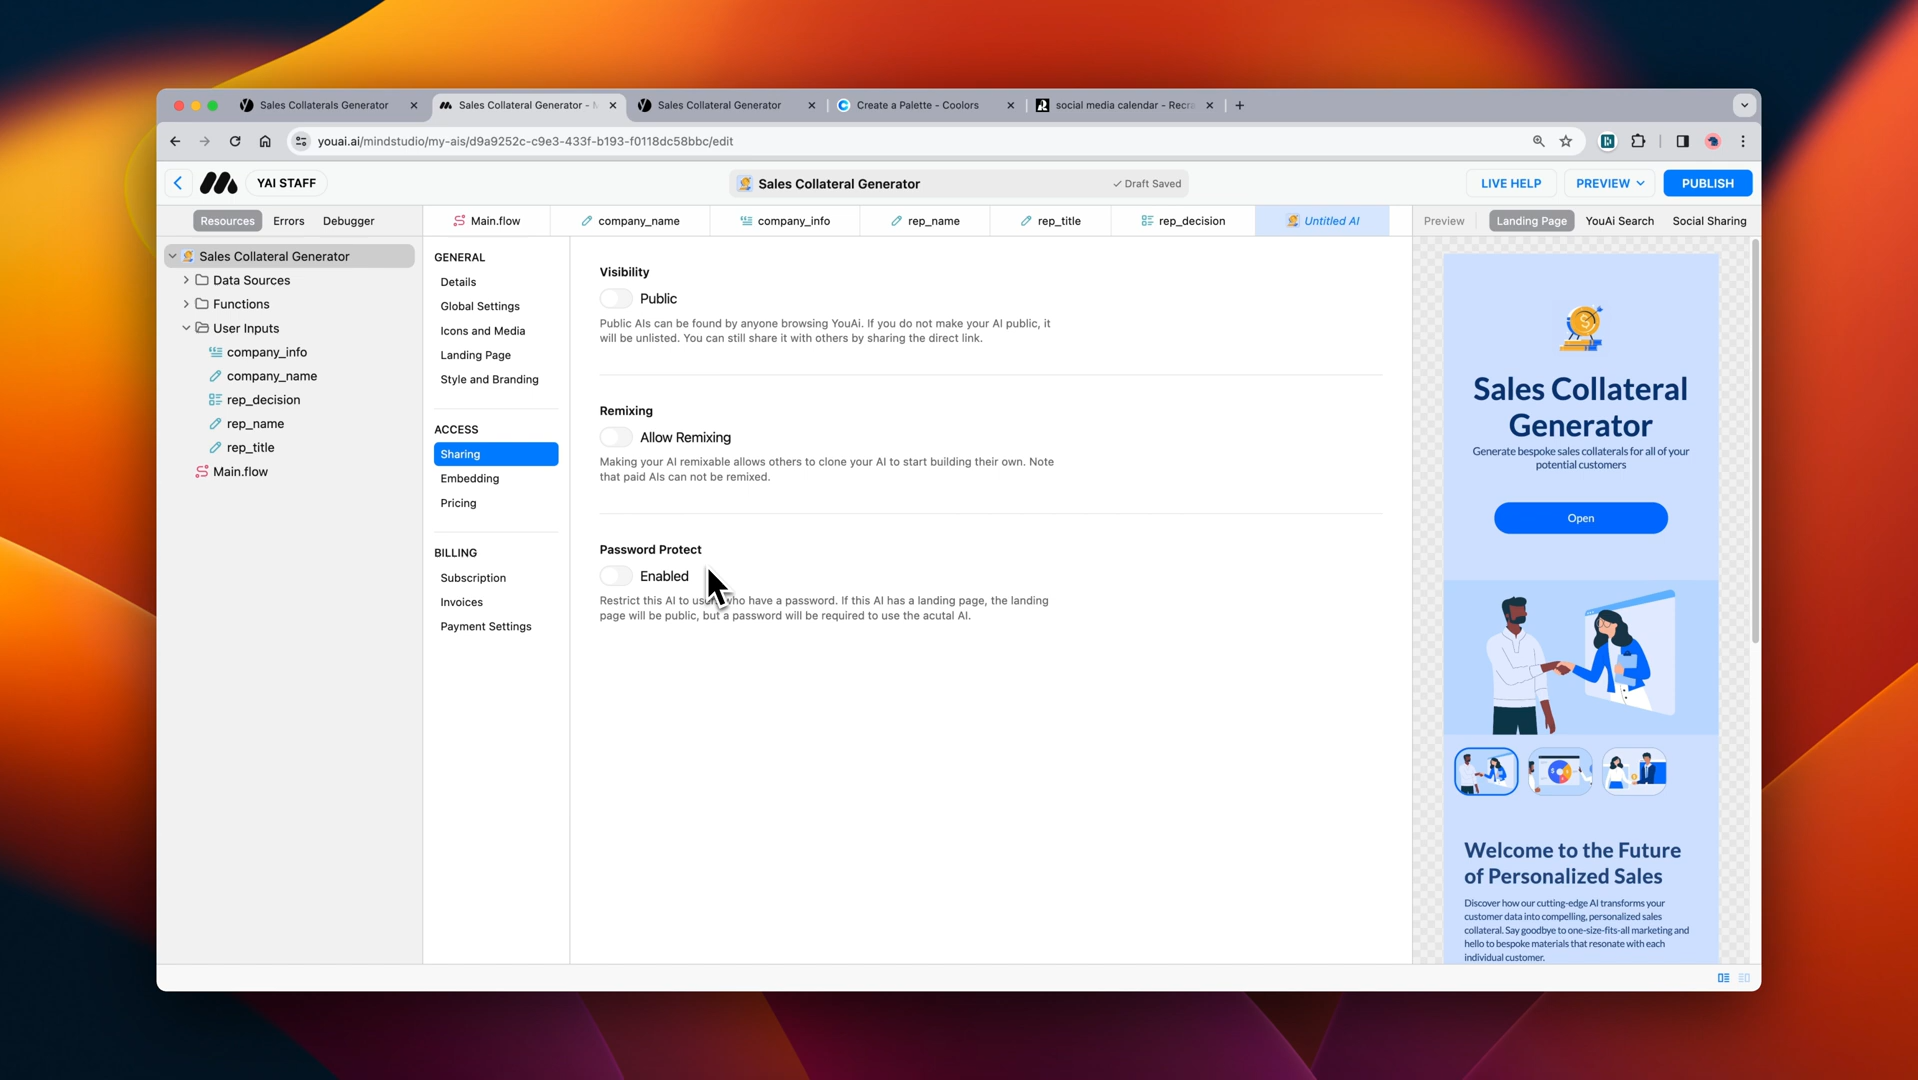 Sales Collaterals Generator
Sales Collateral Generator - M
Sales Collateral Generator
Create a Palette - Coolors
social media calendar - Recra
youai.ai/mindstudio/my-ais/d9a9252c-c9e3-433f-b193-f0118dc58bbc/edit
YAI STAFF
Sales Collateral Generator
Draft Saved
LIVE HELP
PREVIEW
PUBLISH
Resources
Errors
Debugger
Main.flow
company_name
company_info
rep_name
rep_title
rep_decision
Untitled AI
Preview
Landing Page
YouAi Search
Social Sharing
Sales Collateral Generator
Data Sources
Functions
User Inputs
company_info
company_name
rep_decision
rep_name
rep_title
Main.flow
GENERAL
Details
Global Settings
Icons and Media
Landing Page
Style and Branding
ACCESS
Sharing
Embedding
Pricing
BILLING
Subscription
Invoices
Payment Settings
Visibility
Public
Public AIs can be found by anyone browsing YouAi. If you do not make your AI public, it
will be unlisted. You can still share it with others by sharing the direct link.
Remixing
Allow Remixing
Making your AI remixable allows others to clone your AI to start building their own. Note
that paid AIs can not be remixed.
Password Protect
Enabled
Restrict this AI to users who have a password. If this AI has a landing page, the landing
page will be public, but a password will be required to use the acutal AI.
Sales Collateral
Generator
Generate bespoke sales collaterals for all of your
potential customers
Open
Welcome to the Future
of Personalized Sales
Discover how our cutting-edge AI transforms your
customer data into compelling, personalized sales
collateral. Say goodbye to one-size-fits-all marketing and
hello to bespoke materials that resonate with each
individual customer.